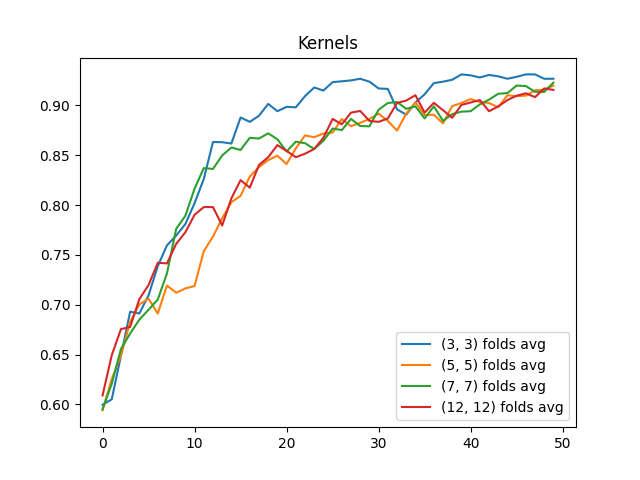 Kernels
0.90
0.85
0.80
0.75
0.70
0.65
0.60
0
10
20
30
40
50
(3, 3) folds avg
(5, 5) folds avg
(7, 7) folds avg
(12, 12) folds avg